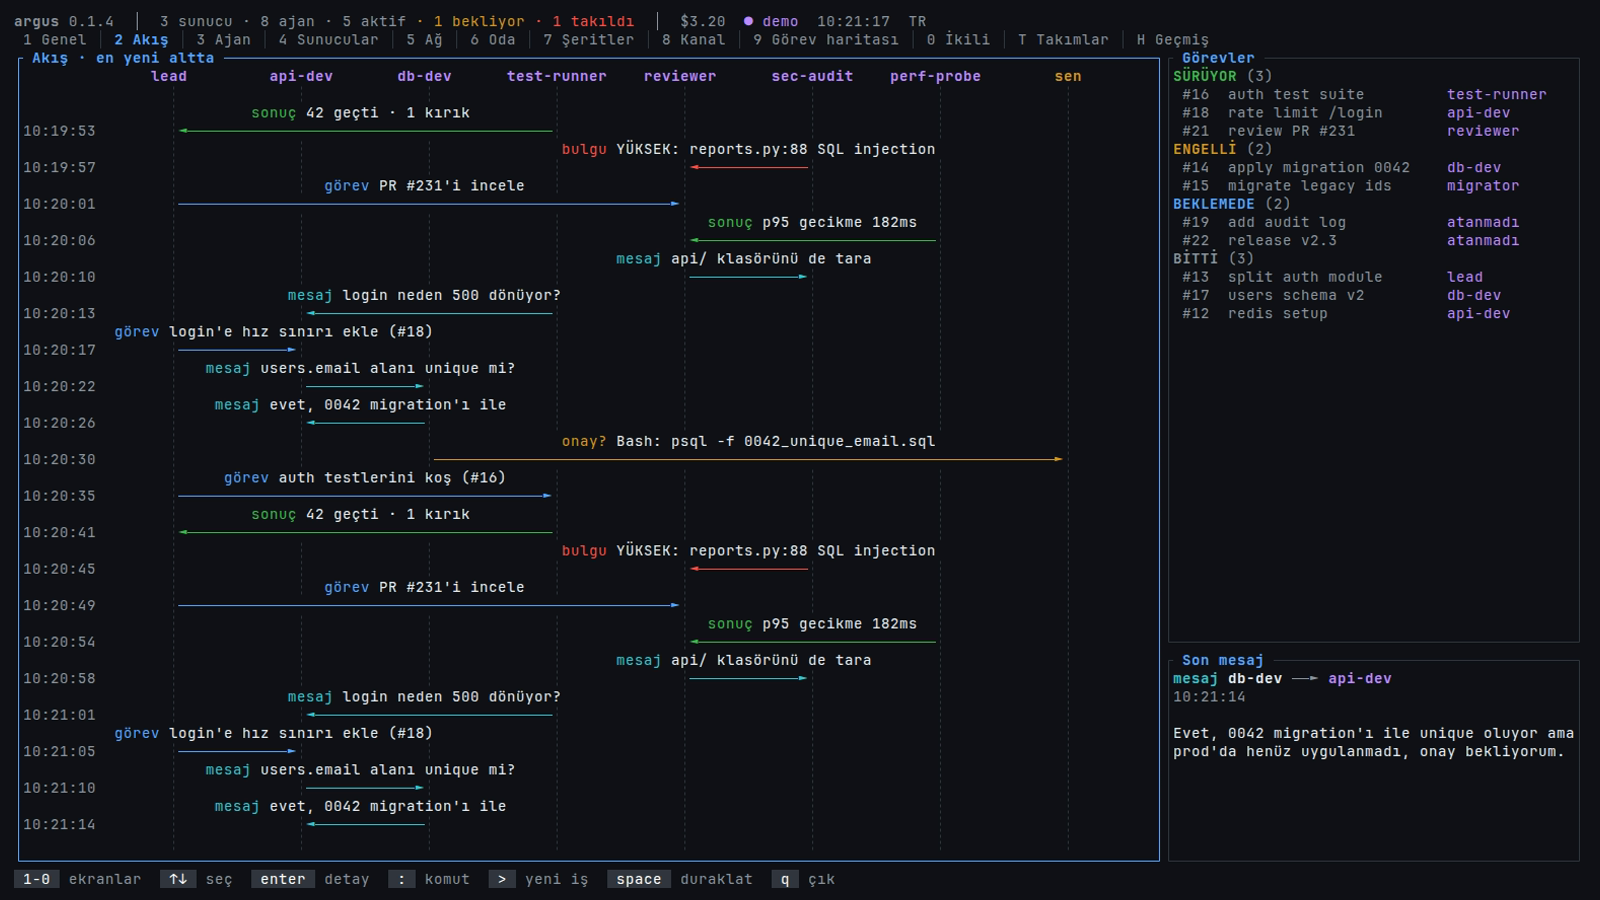 argus 0.1.4 │ 3 sunucu · 8 ajan · 5 aktif · 1 bekliyor · 1 takıldı │ $3.20 ● demo 10:21:17 TR
1 Genel │ 2 Akış │ 3 Ajan │ 4 Sunucular │ 5 Ağ │ 6 Oda │ 7 Şeritler │ 8 Kanal │ 9 Görev haritası │ 0 İkili │ T Takımlar │ H Geçmiş
Akış · en yeni altta
lead api-dev db-dev test-runner reviewer sec-audit perf-probe sen
sonuç 42 geçti · 1 kırık
10:19:53
bulgu YÜKSEK: reports.py:88 SQL injection
10:19:57
görev PR #231'i incele
10:20:01
sonuç p95 gecikme 182ms
10:20:06
mesaj api/ klasörünü de tara
10:20:10
mesaj login neden 500 dönüyor?
10:20:13
görev login'e hız sınırı ekle (#18)
10:20:17
mesaj users.email alanı unique mi?
10:20:22
mesaj evet, 0042 migration'ı ile
10:20:26
onay? Bash: psql -f 0042_unique_email.sql
10:20:30
görev auth testlerini koş (#16)
10:20:35
sonuç 42 geçti · 1 kırık
10:20:41
bulgu YÜKSEK: reports.py:88 SQL injection
10:20:45
görev PR #231'i incele
10:20:49
sonuç p95 gecikme 182ms
10:20:54
mesaj api/ klasörünü de tara
10:20:58
mesaj login neden 500 dönüyor?
10:21:01
görev login'e hız sınırı ekle (#18)
10:21:05
mesaj users.email alanı unique mi?
10:21:10
mesaj evet, 0042 migration'ı ile
10:21:14
Görevler
SÜRÜYOR (3)
#16 auth test suite test-runner
#18 rate limit /login api-dev
#21 review PR #231 reviewer
ENGELLİ (2)
#14 apply migration 0042 db-dev
#15 migrate legacy ids migrator
BEKLEMEDE (2)
#19 add audit log atanmadı
#22 release v2.3 atanmadı
BİTTİ (3)
#13 split auth module lead
#17 users schema v2 db-dev
#12 redis setup api-dev
Son mesaj
mesaj db-dev ──► api-dev
10:21:14
Evet, 0042 migration'ı ile unique oluyor ama
prod'da henüz uygulanmadı, onay bekliyorum.
1-0 ekranlar ↑↓ seç enter detay : komut > yeni iş space duraklat q çık